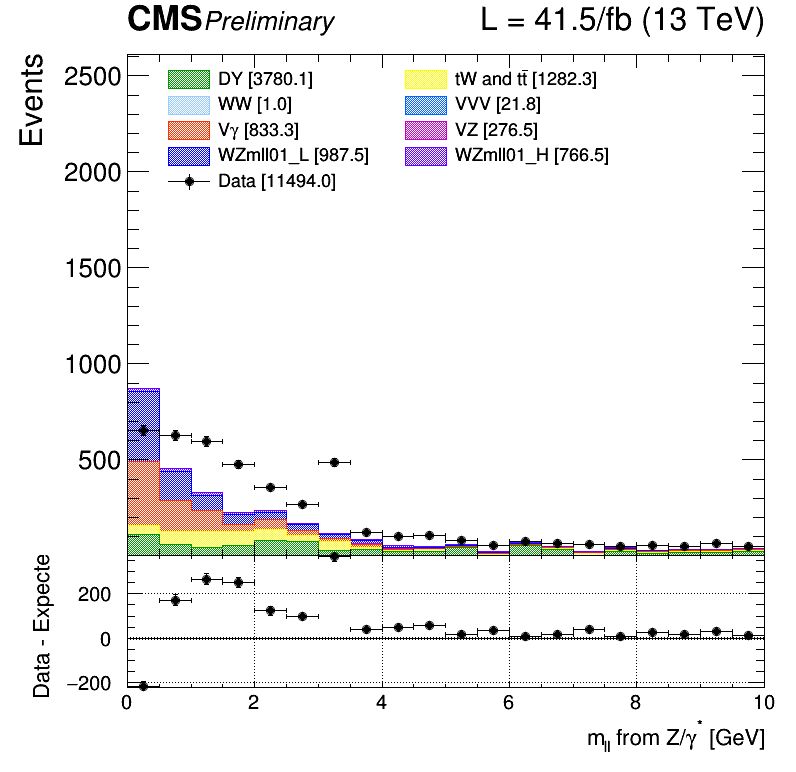 CMS Preliminary L = 41.5/fb (13 TeV)
Events
2500
2000
1500
1000
500
DY [3780.1]
tW and tt̄ [1282.3]
WW [1.0]
VVV [21.8]
Vγ [833.3]
VZ [276.5]
WZmll01_L [987.5]
WZmll01_H [766.5]
Data [11494.0]
Data - Expecte
200
0
−200
0 2 4 6 8 10
m_ll from Z/γ* [GeV]